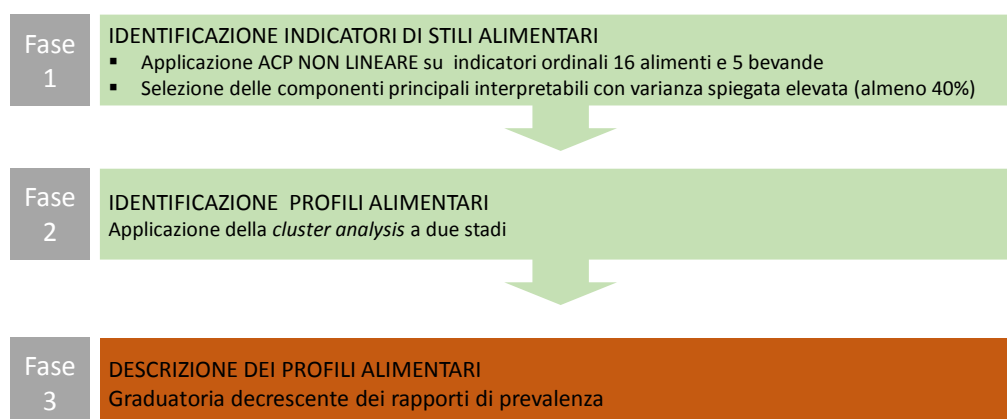 Fase
1
IDENTIFICAZIONE INDICATORI DI STILI ALIMENTARI
▪ Applicazione ACP NON LINEARE su indicatori ordinali 16 alimenti e 5 bevande
▪ Selezione delle componenti principali interpretabili con varianza spiegata elevata (almeno 40%)
Fase
2
IDENTIFICAZIONE PROFILI ALIMENTARI
Applicazione della cluster analysis a due stadi
Fase
3
DESCRIZIONE DEI PROFILI ALIMENTARI
Graduatoria decrescente dei rapporti di prevalenza